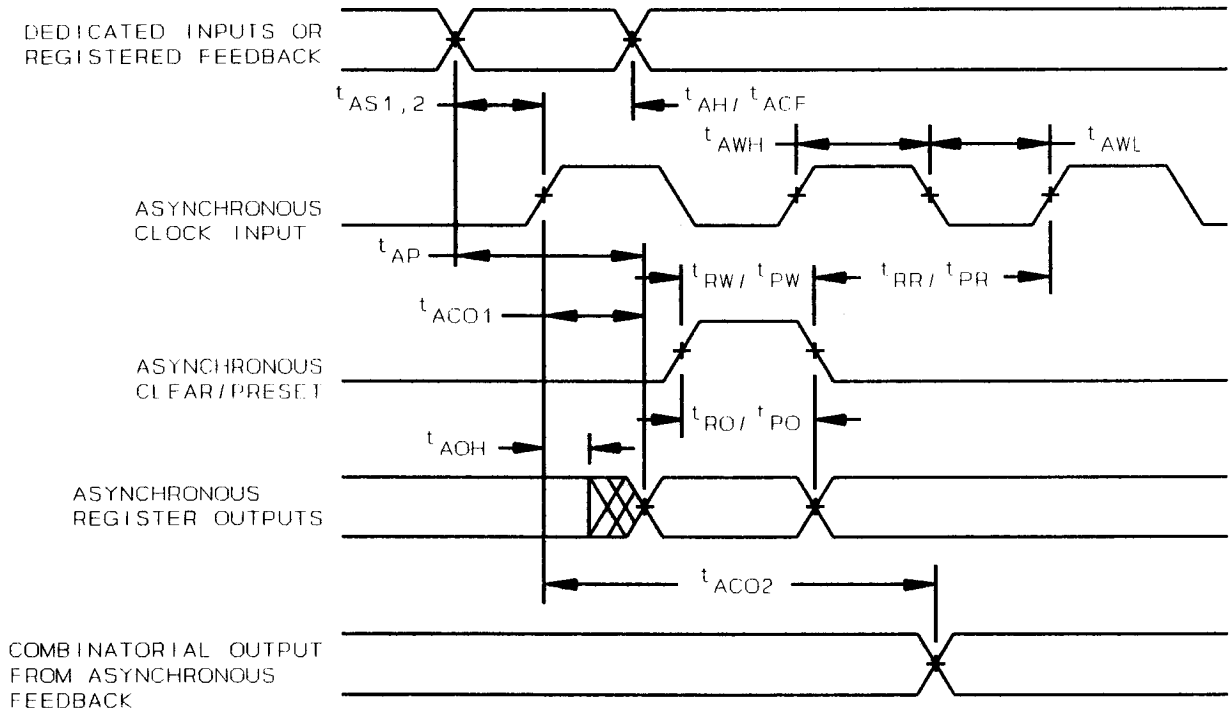 DEDICATED INPUTS OR
REGISTERED FEEDBACK
tAS1,2
tAH/ tACF
tAWH
tAWL
ASYNCHRONOUS
CLOCK INPUT
tAP
tRW/ tPW
tRR/ tPR
tACO1
ASYNCHRONOUS
CLEAR/PRESET
tRO/ tPO
tAOH
ASYNCHRONOUS
REGISTER OUTPUTS
tACO2
COMBINATORIAL OUTPUT
FROM ASYNCHRONOUS
FEEDBACK